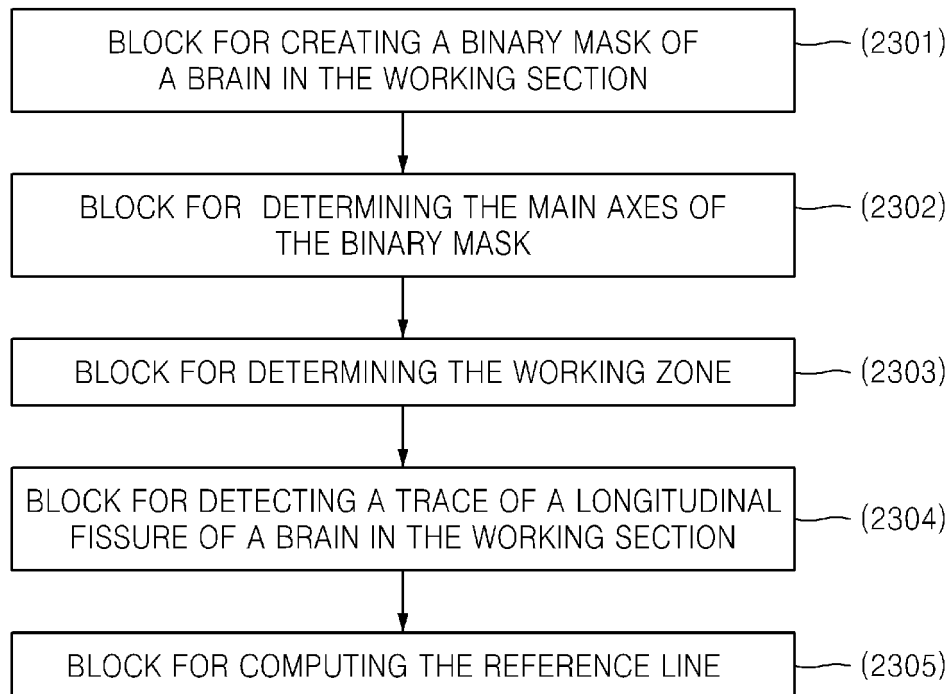 BLOCK FOR CREATING A BINARY MASK OF
A BRAIN IN THE WORKING SECTION
(2301)
BLOCK FOR DETERMINING THE MAIN AXES OF
THE BINARY MASK
(2302)
BLOCK FOR DETERMINING THE WORKING ZONE
(2303)
BLOCK FOR DETECTING A TRACE OF A LONGITUDINAL
FISSURE OF A BRAIN IN THE WORKING SECTION
(2304)
BLOCK FOR COMPUTING THE REFERENCE LINE
(2305)